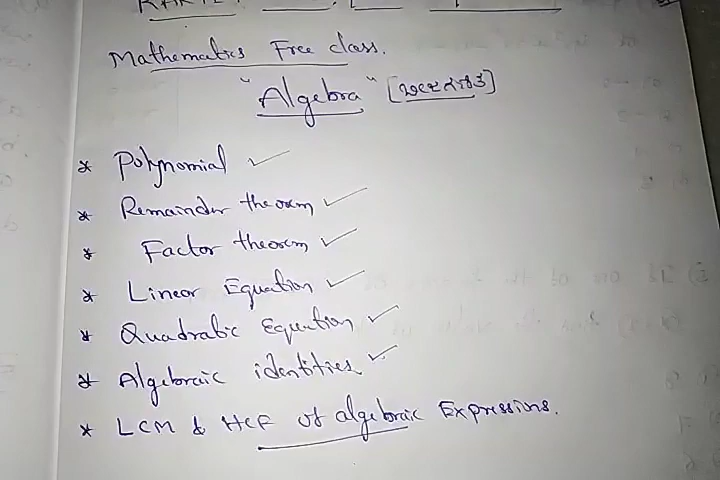 Mathematics Free class.
"Algebra" [ಬೀಜಗಣಿತ]
* Polynomial ✓
* Remainder theorem ✓
* Factor theorem ✓
* Linear Equation ✓
* Quadratic Equation ✓
* Algebraic identities ✓
* LCM & HCF of algebraic Expressions.